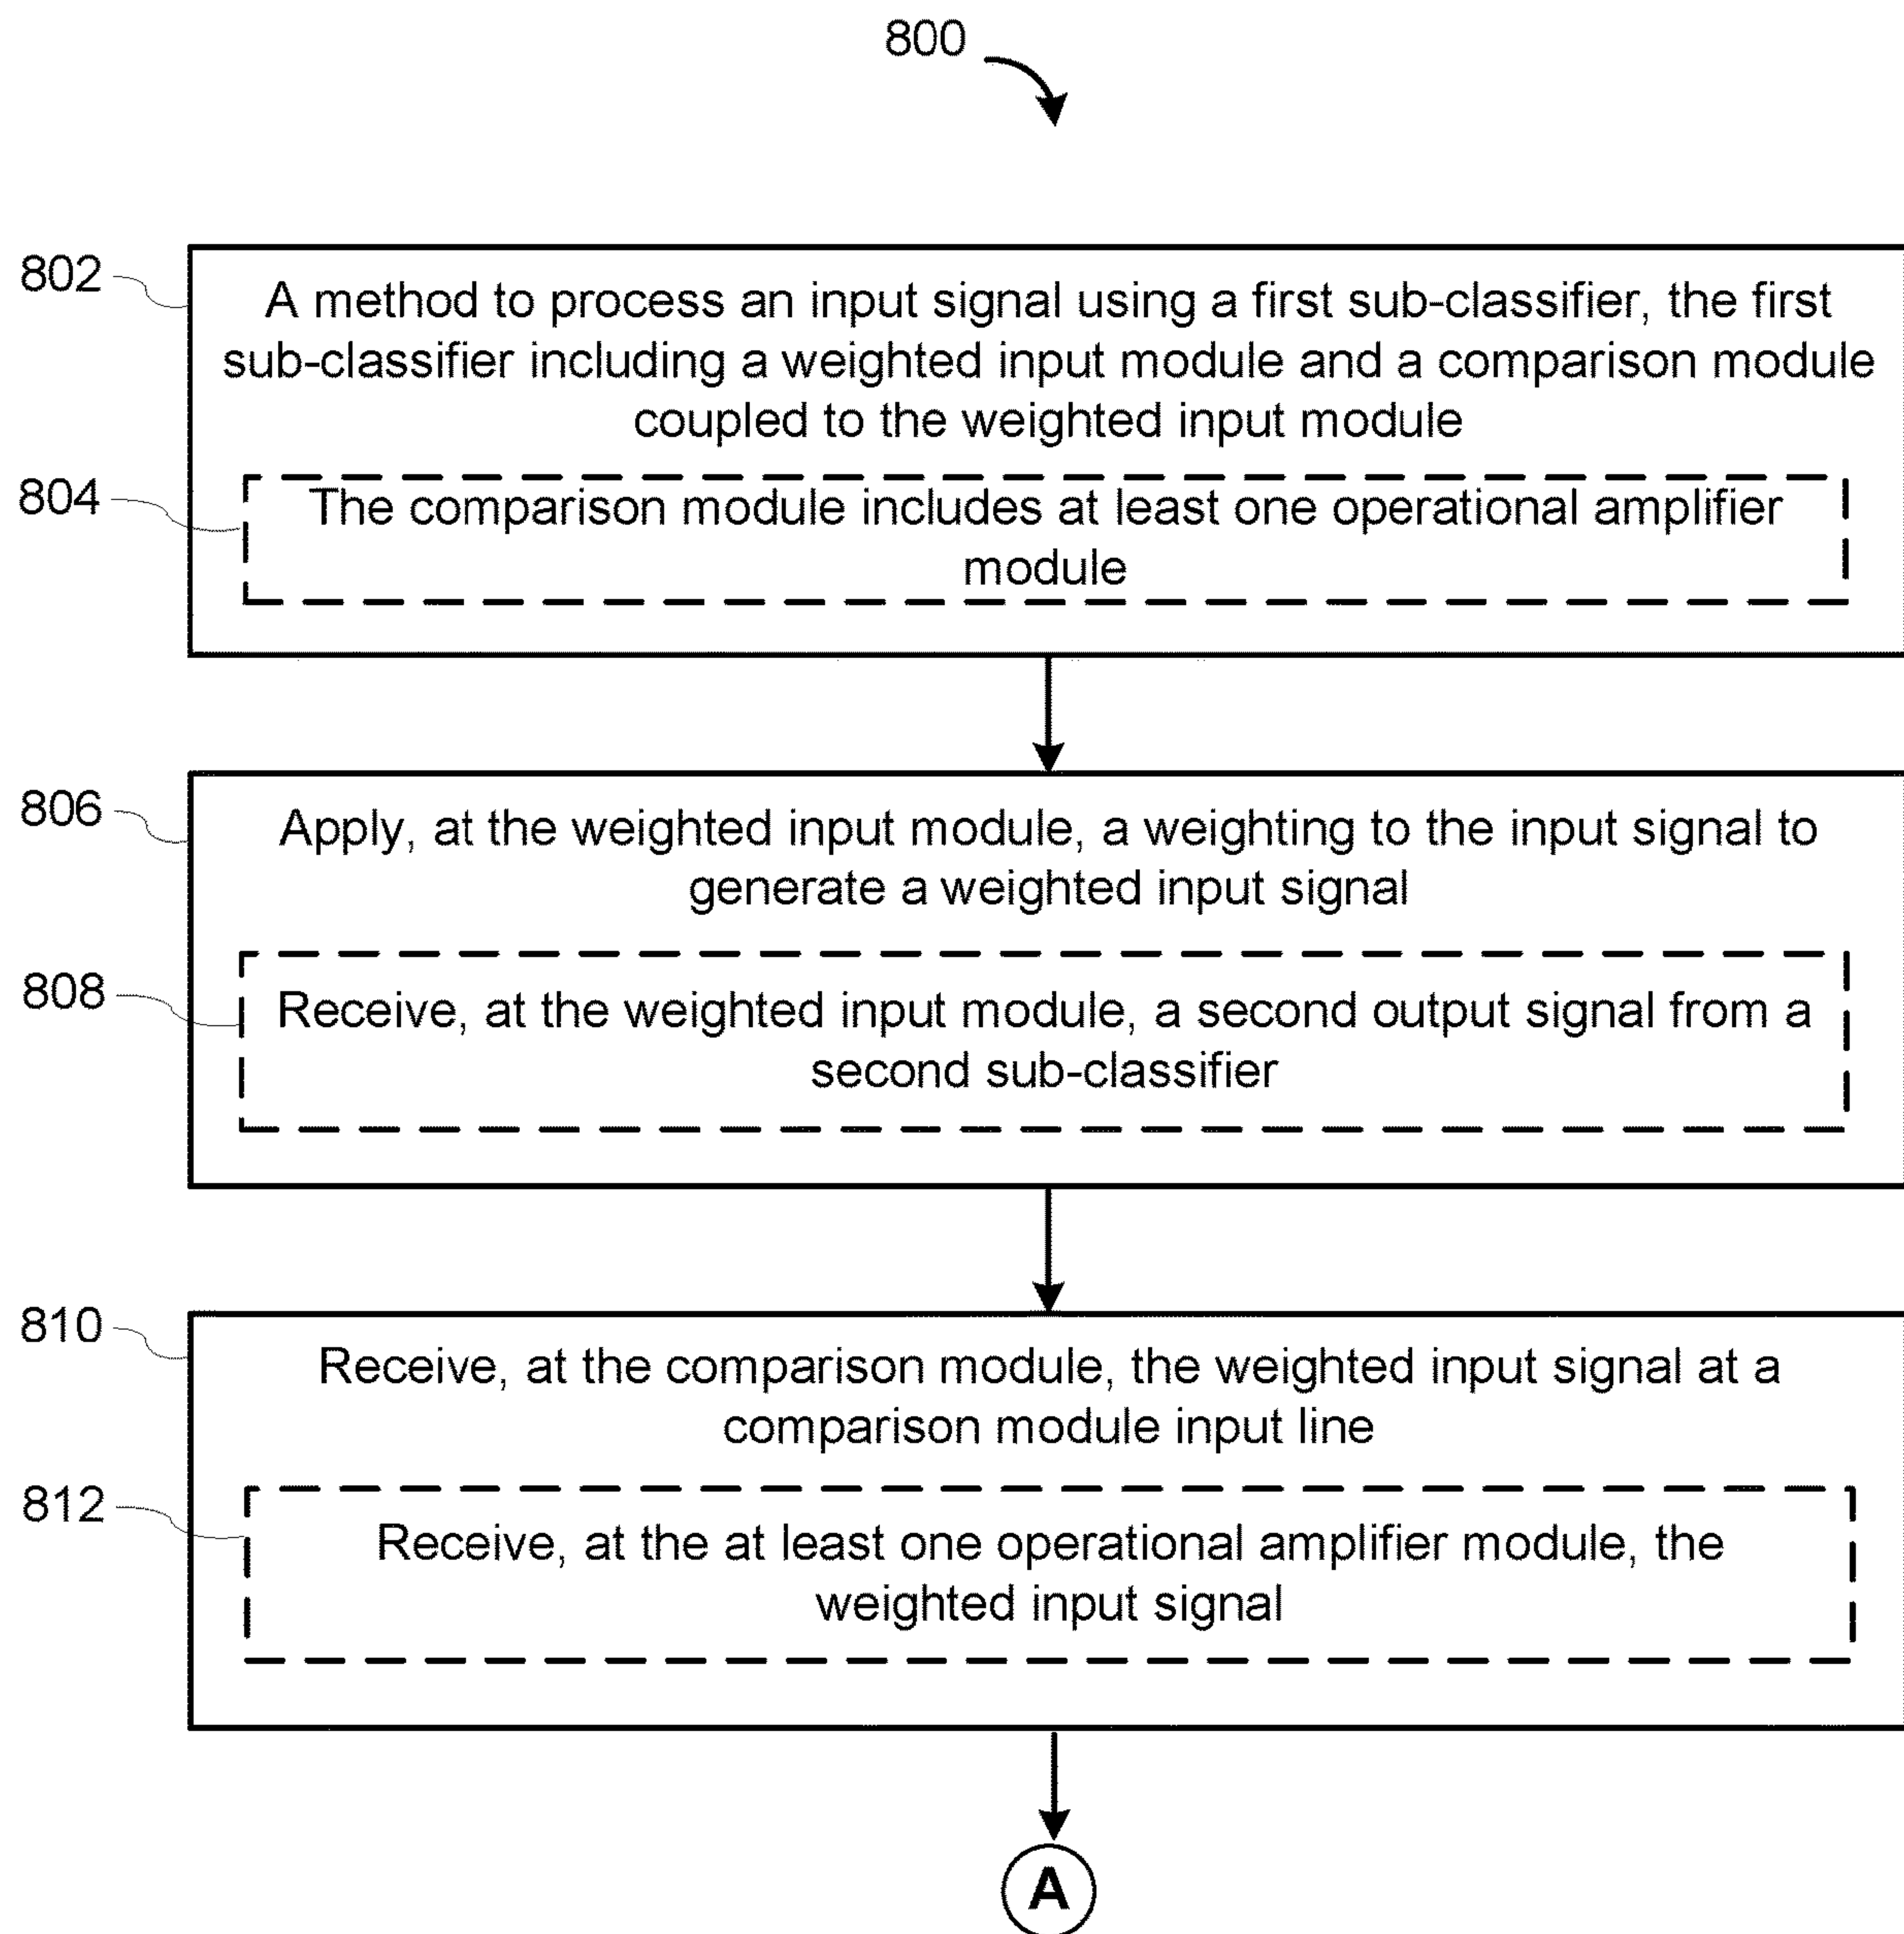 800
802
A method to process an input signal using a first sub-classifier, the first
sub-classifier including a weighted input module and a comparison module
coupled to the weighted input module
804
The comparison module includes at least one operational amplifier
module
806
Apply, at the weighted input module, a weighting to the input signal to
generate a weighted input signal
808
Receive, at the weighted input module, a second output signal from a
second sub-classifier
810
Receive, at the comparison module, the weighted input signal at a
comparison module input line
812
Receive, at the at least one operational amplifier module, the
weighted input signal
A